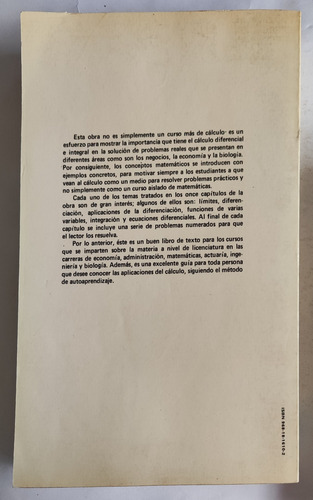 Esta obra no es simplemente un curso más de cálculo- es un
esfuerzo para mostrar la importancia que tiene el cálculo diferencial
e integral en la solución de problemas reales que se presentan en
diferentes áreas como son los negocios, la economía y la biología.
Por consiguiente, los conceptos matemáticos se introducen con
ejemplos concretos, para motivar siempre a los estudiantes a que
vean al cálculo como un medio para resolver problemas prácticos y
no simplemente como un curso aislado de matemáticas.
Cada uno de los temas tratados en los once capítulos de la
obra son de gran interés; algunos de ellos son: límites, diferen-
ciación, aplicaciones de la diferenciación, funciones de varias
variables, integración y ecuaciones diferenciales. Al final de cada
capítulo se incluye una serie de problemas numerados para que
el lector los resuelva.
Por lo anterior, éste es un buen libro de texto para los cursos
que se imparten sobre la materia a nivel de licenciatura en las
carreras de economía, administración, matemáticas, actuaría, inge-
niería y biología. Además, es una excelente guía para toda persona
que desee conocer las aplicaciones del cálculo, siguiendo el método
de autoaprendizaje.
ISBN 968-18-1010-2